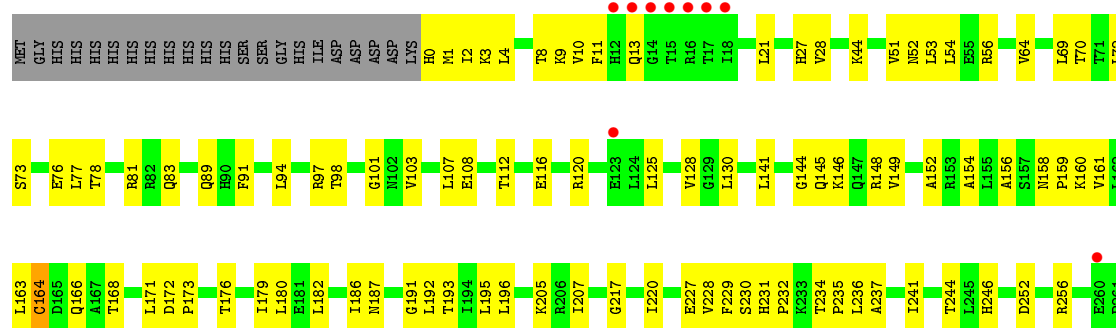 MET GLY HIS HIS HIS HIS HIS HIS HIS HIS HIS HIS SER SER GLY HIS ILE ASP ASP ASP ASP LYS H0 M1 I2 K3 L4 T8 K9 V10 F11 H12 Q13 G14 T15 R16 T17 I18 L21 H27 V28 K44 V51 N52 L53 L54 E55 R56 V64 L69 T70 T71
S73 E76 L77 T78 R81 R82 Q83 Q89 H90 F91 L94 R97 T98 G101 N102 V103 L107 E108 T112 E116 R120 E123 L124 L125 V128 G129 L130 L141 G144 Q145 K146 Q147 R148 V149 A152 R153 A154 L155 A156 S157 N158 P159 K160 V161
L163 C164 D165 Q166 A167 T168 L171 D172 P173 T176 I179 L180 E181 L182 I186 N187 G191 L192 T193 I194 L195 L196 K205 R206 I207 G217 I220 E227 V228 F229 S230 H231 P232 K233 T234 P235 L236 A237 I241 T244 L245 H246 D252 R256 E260